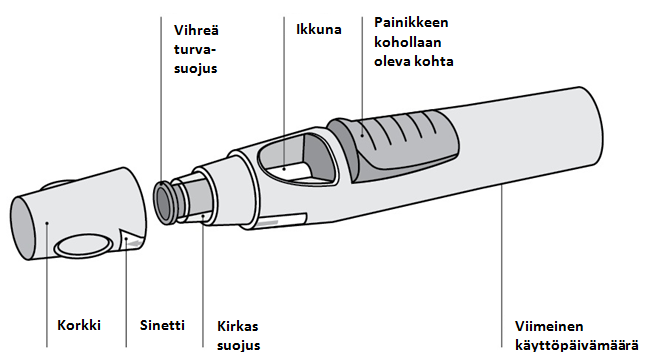 Vihreä
turva-
suojus
Ikkuna
Painikkeen
kohollaan
oleva kohta
Korkki
Sinetti
Kirkas
suojus
Viimeinen
käyttöpäivämäärä